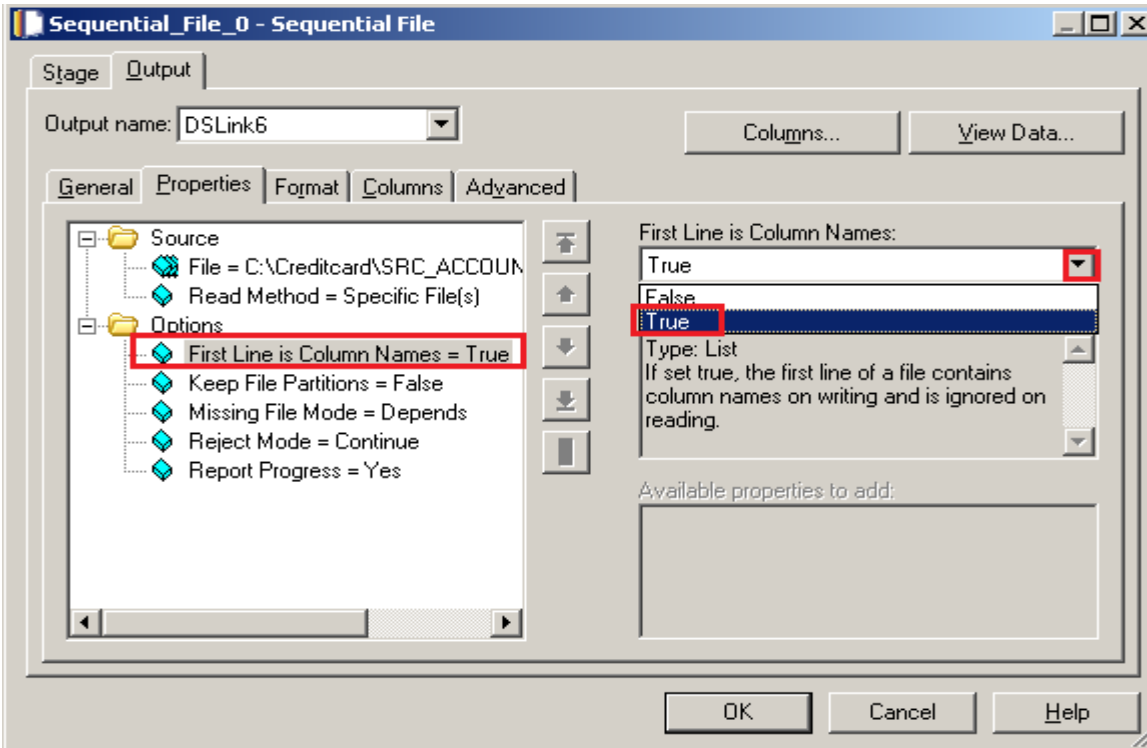 Sequential_File_0 - Sequential File
Stage Output
Output name: DSLink6
Columns... View Data...
General Properties Format Columns Advanced
Source
File = C:\Creditcard\SRC_ACCOUN
Read Method = Specific File(s)
Options
First Line is Column Names = True
Keep File Partitions = False
Missing File Mode = Depends
Reject Mode = Continue
Report Progress = Yes
First Line is Column Names:
True
False
True
Type: List
If set true, the first line of a file contains
column names on writing and is ignored on
reading.
Available properties to add:
OK Cancel Help